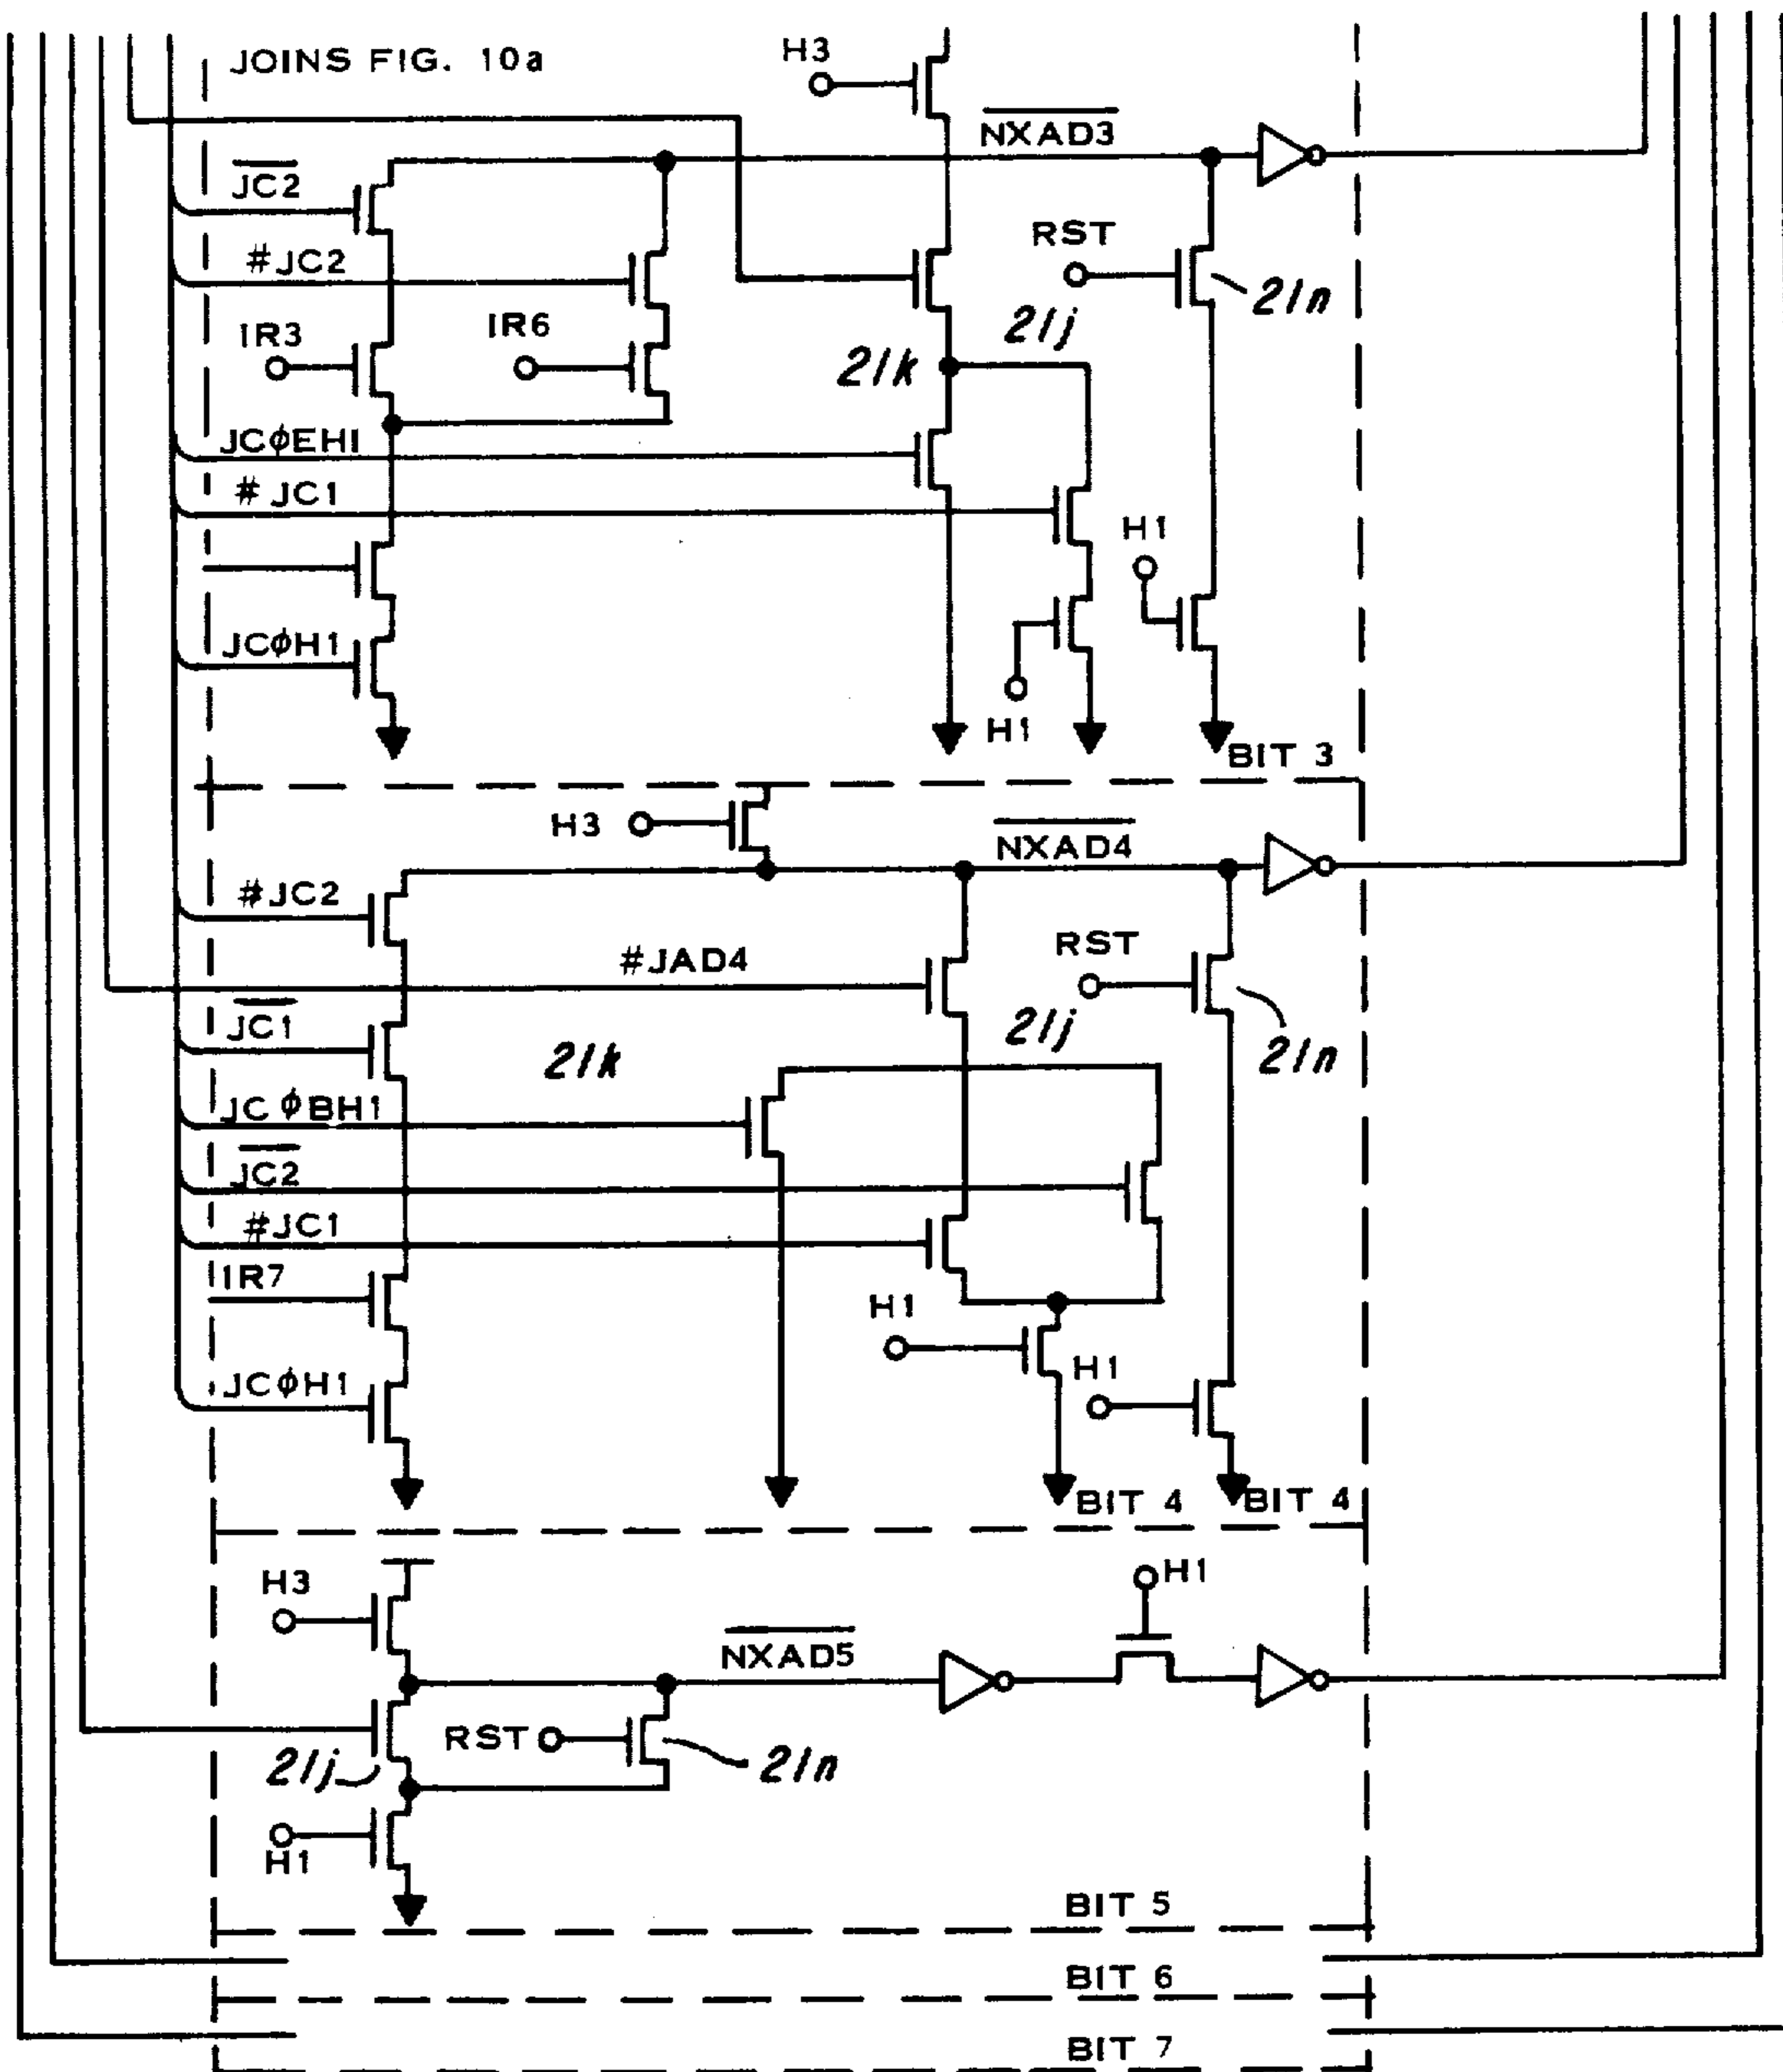 JOINS FIG. 10a
H3
NXAD3
JC2
RST
#JC2
21n
IR3
IR6
21j
21k
JCϕEHI
# JC1
H1
JCϕH1
H1
BIT 3
H3
NXAD4
#JC2
RST
#JAD4
JC1
21j
21k
21n
JCϕBH1
JC2
#JC1
IR7
H1
H1
JCϕH1
BIT 4
BIT 4
H3
H1
NXAD5
RST
21j
21n
H1
BIT 5
BIT 6
BIT 7